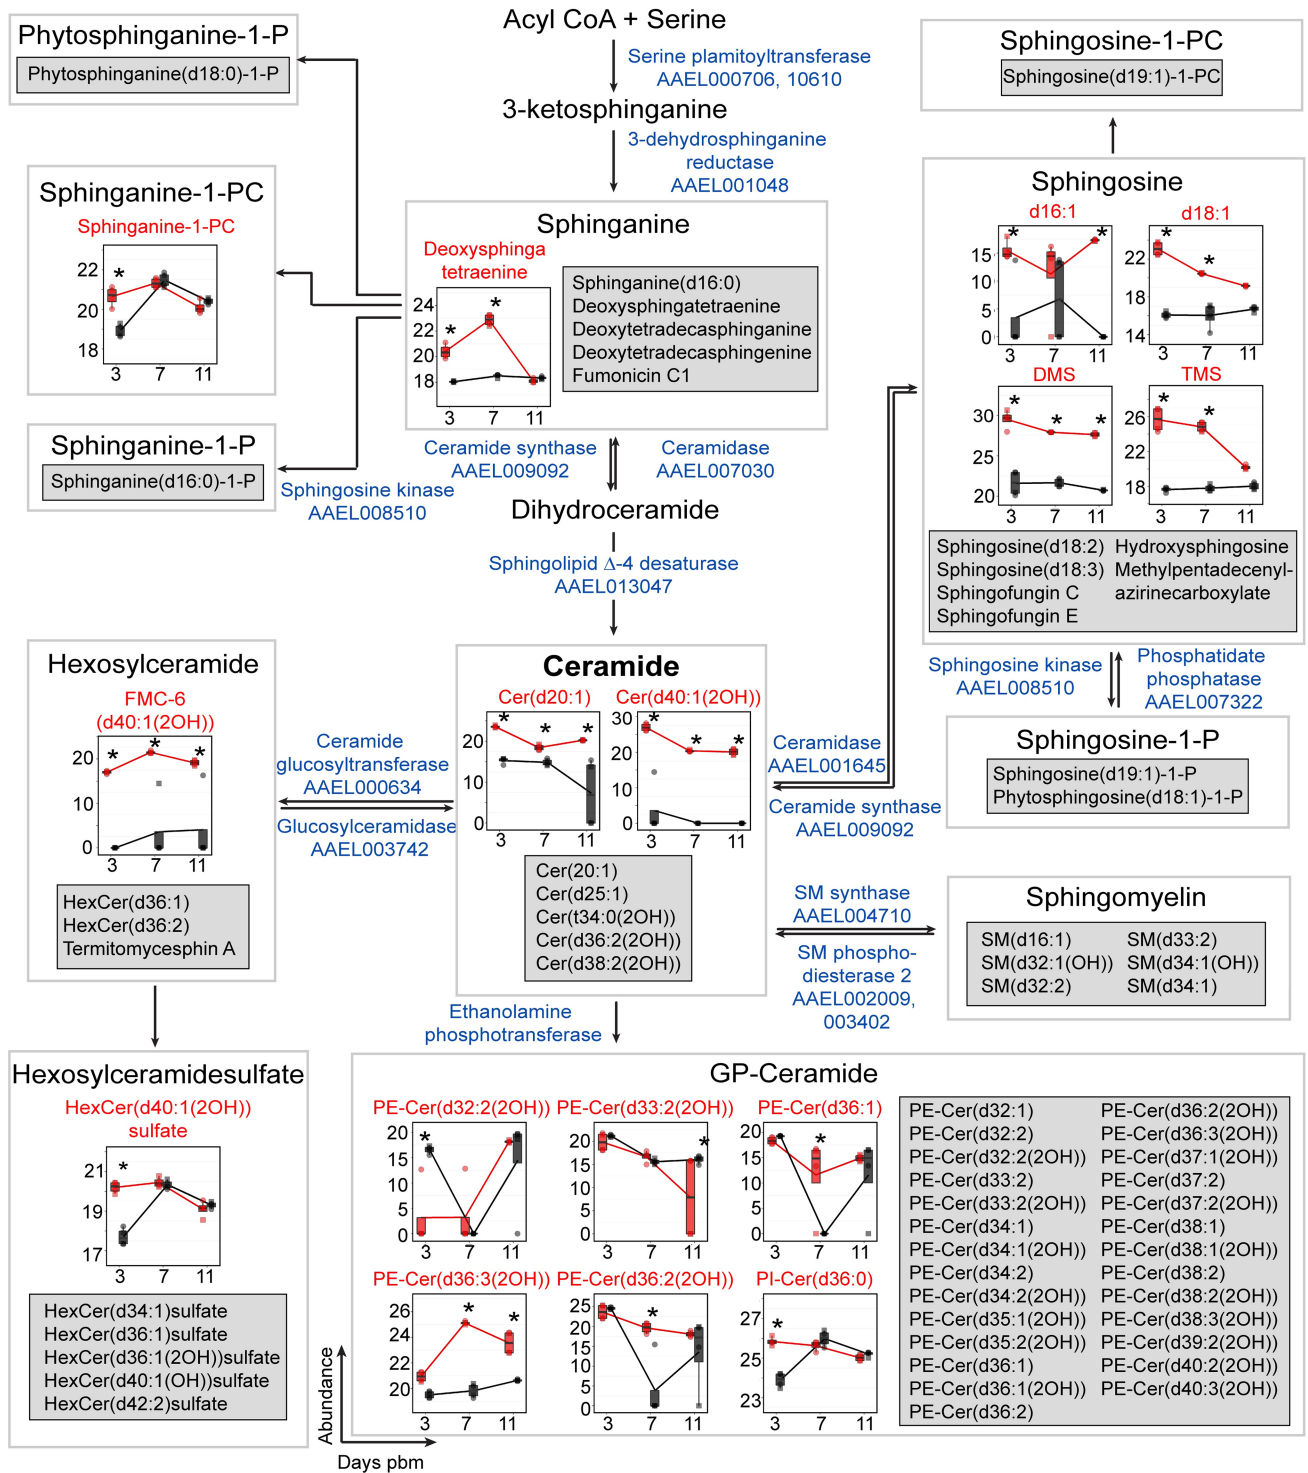 Acyl CoA + Serine
Serine plamitoyltransferase
AAEL000706, 10610
3-ketosphinganine
3-dehydrosphinganine
reductase
AAEL001048
Phytosphinganine-1-P
Phytosphinganine(d18:0)-1-P
Sphinganine-1-PC
Sphinganine-1-PC
22
20
18
3 7 11
Sphinganine-1-P
Sphinganine(d16:0)-1-P
Sphingosine kinase
AAEL008510
Sphinganine
Deoxysphinga
tetraenine
24
22
20
18
3 7 11
Sphinganine(d16:0)
Deoxysphingatetraenine
Deoxytetradecasphinganine
Deoxytetradecasphingenine
Fumonicin C1
Ceramide synthase
AAEL009092
Ceramidase
AAEL007030
Dihydroceramide
Sphingolipid Δ-4 desaturase
AAEL013047
Sphingosine-1-PC
Sphingosine(d19:1)-1-PC
Sphingosine
d16:1
15
10
5
0
3 7 11
d18:1
22
18
14
3 7 11
DMS
30
25
20
3 7 11
TMS
26
22
18
3 7 11
Sphingosine(d18:2)
Sphingosine(d18:3)
Sphingofungin C
Sphingofungin E
Hydroxysphingosine
Methylpentadecenyl-
azirinecarboxylate
Sphingosine kinase
AAEL008510
Phosphatidate
phosphatase
AAEL007322
Sphingosine-1-P
Sphingosine(d19:1)-1-P
Phytosphingosine(d18:1)-1-P
Hexosylceramide
FMC-6
(d40:1(2OH))
20
10
0
3 7 11
HexCer(d36:1)
HexCer(d36:2)
Termitomycesphin A
Ceramide
glucosyltransferase
AAEL000634
Glucosylceramidase
AAEL003742
Ceramide
Cer(d20:1)
20
10
0
3 7 11
Cer(d40:1(2OH))
30
20
10
0
3 7 11
Cer(20:1)
Cer(d25:1)
Cer(t34:0(2OH))
Cer(d36:2(2OH))
Cer(d38:2(2OH))
Ceramidase
AAEL001645
Ceramide synthase
AAEL009092
SM synthase
AAEL004710
SM phospho-
diesterase 2
AAEL002009,
003402
Sphingomyelin
SM(d16:1)
SM(d32:1(OH))
SM(d32:2)
SM(d33:2)
SM(d34:1(OH))
SM(d34:1)
Ethanolamine
phosphotransferase
Hexosylceramidesulfate
HexCer(d40:1(2OH))
sulfate
21
19
17
3 7 11
HexCer(d34:1)sulfate
HexCer(d36:1)sulfate
HexCer(d36:1(2OH))sulfate
HexCer(d40:1(OH))sulfate
HexCer(d42:2)sulfate
GP-Ceramide
PE-Cer(d32:2(2OH))
20
15
10
5
0
3 7 11
PE-Cer(d33:2(2OH))
20
15
10
5
0
3 7 11
PE-Cer(d36:1)
20
15
10
5
0
3 7 11
PE-Cer(d36:3(2OH))
26
24
22
20
3 7 11
PE-Cer(d36:2(2OH))
25
20
15
10
5
0
3 7 11
PI-Cer(d36:0)
27
25
23
3 7 11
PE-Cer(d32:1)
PE-Cer(d32:2)
PE-Cer(d32:2(2OH))
PE-Cer(d33:2)
PE-Cer(d33:2(2OH))
PE-Cer(d34:1)
PE-Cer(d34:1(2OH))
PE-Cer(d34:2)
PE-Cer(d34:2(2OH))
PE-Cer(d35:1(2OH))
PE-Cer(d35:2(2OH))
PE-Cer(d36:1)
PE-Cer(d36:1(2OH))
PE-Cer(d36:2)
PE-Cer(d36:2(2OH))
PE-Cer(d36:3(2OH))
PE-Cer(d37:1(2OH))
PE-Cer(d37:2)
PE-Cer(d37:2(2OH))
PE-Cer(d38:1)
PE-Cer(d38:1(2OH))
PE-Cer(d38:2)
PE-Cer(d38:2(2OH))
PE-Cer(d38:3(2OH))
PE-Cer(d39:2(2OH))
PE-Cer(d40:2(2OH))
PE-Cer(d40:3(2OH))
Abundance
Days pbm